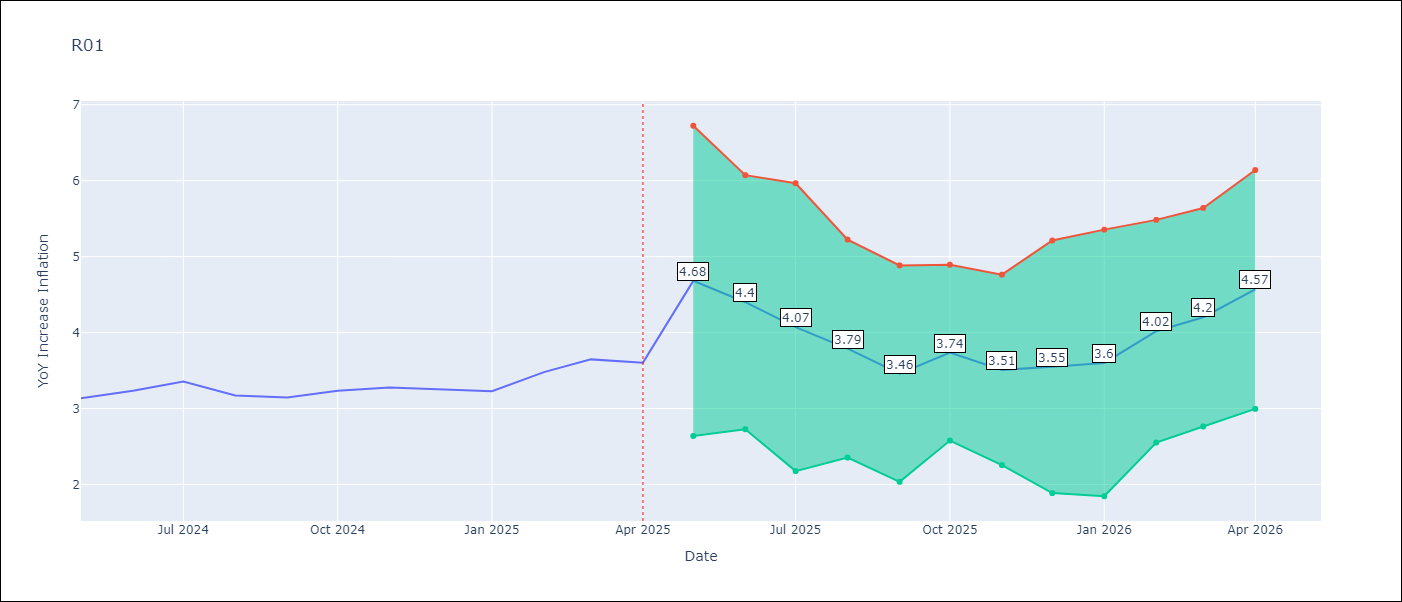 R01
YoY Increase Inflation
7
6
5
4
3
2
4.68
4.4
4.07
3.79
3.46
3.74
3.51
3.55
3.6
4.02
4.2
4.57
Jul 2024
Oct 2024
Jan 2025
Apr 2025
Jul 2025
Oct 2025
Jan 2026
Apr 2026
Date